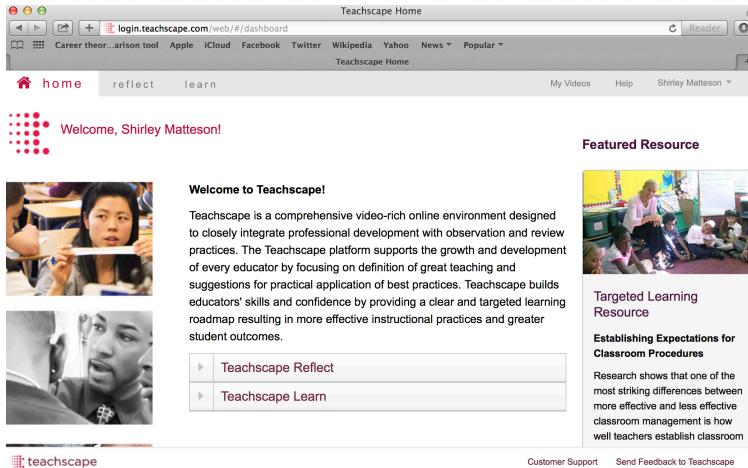 Teachscape Home
login.teachscape.com/web/#/dashboard
Reader
Career theor...arison tool Apple iCloud Facebook Twitter Wikipedia Yahoo News Popular
Teachscape Home
home reflect learn My Videos Help Shirley Matteson
Welcome, Shirley Matteson!
Welcome to Teachscape!
Teachscape is a comprehensive video-rich online environment designed
to closely integrate professional development with observation and review
practices. The Teachscape platform supports the growth and development
of every educator by focusing on definition of great teaching and
suggestions for practical application of best practices. Teachscape builds
educators' skills and confidence by providing a clear and targeted learning
roadmap resulting in more effective instructional practices and greater
student outcomes.
Teachscape Reflect
Teachscape Learn
Featured Resource
Targeted Learning
Resource
Establishing Expectations for
Classroom Procedures
Research shows that one of the
most striking differences between
more effective and less effective
classroom management is how
well teachers establish classroom
teachscape
Customer Support Send Feedback to Teachscape